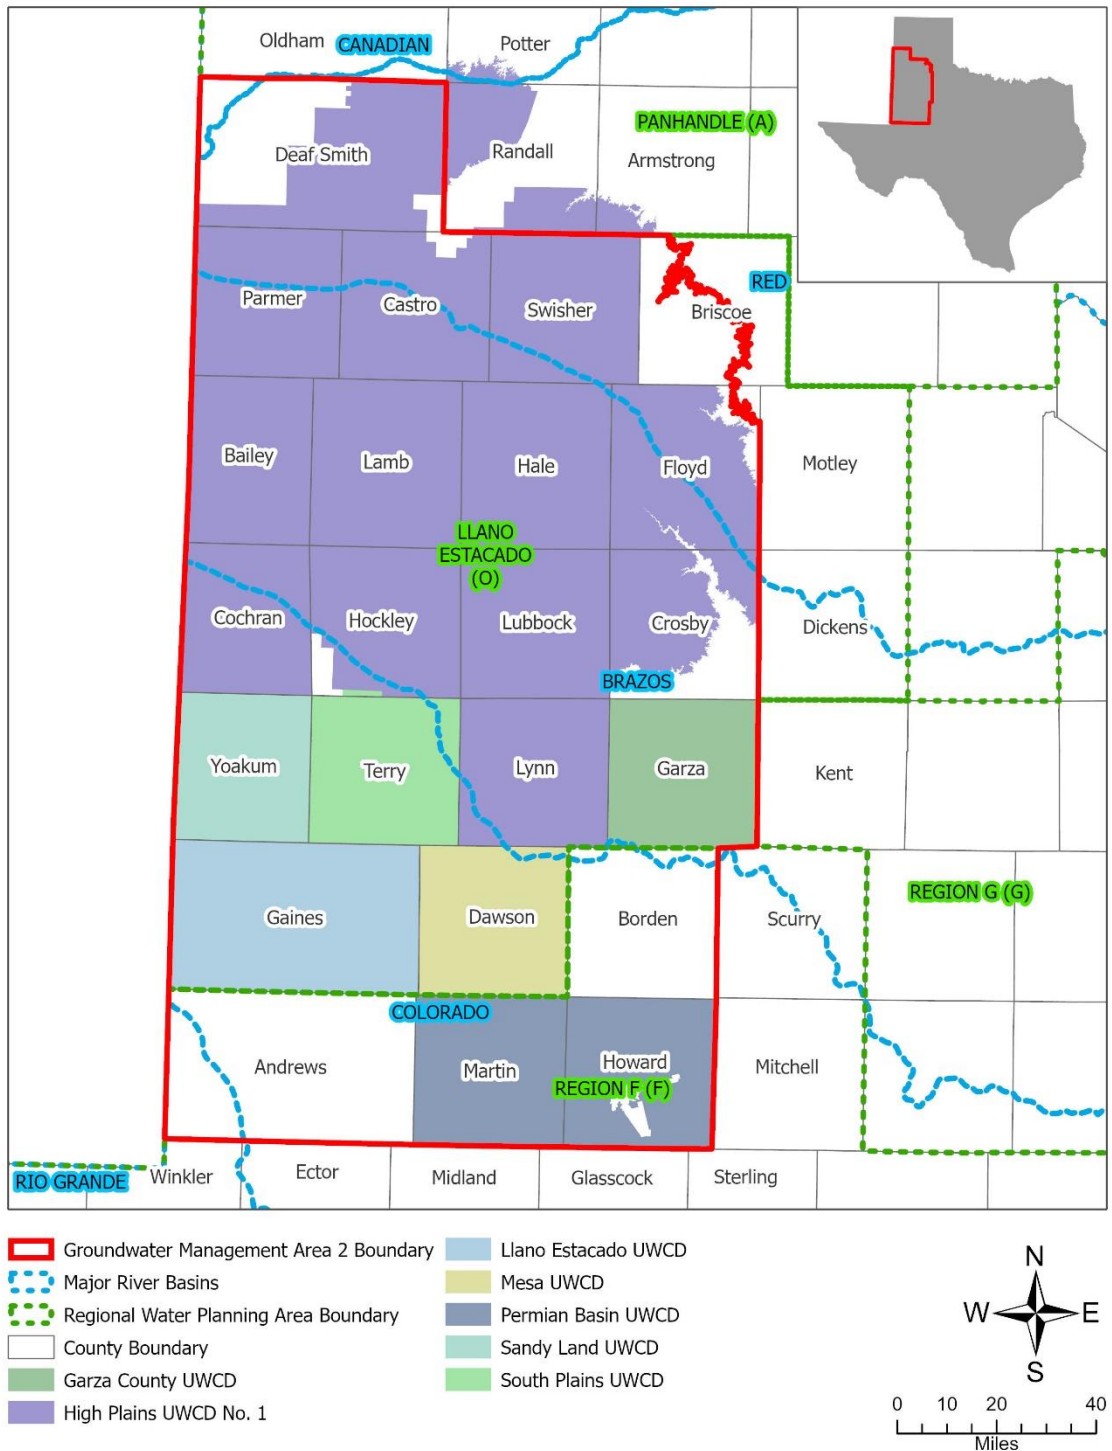 Oldham
CANADIAN
Potter
PANHANDLE (A)
Deaf Smith
Randall
Armstrong
RED
Parmer
Castro
Swisher
Briscoe
Bailey
Lamb
Hale
Floyd
Motley
LLANO
ESTACADO
(O)
Cochran
Hockley
Lubbock
Crosby
Dickens
BRAZOS
Yoakum
Terry
Lynn
Garza
Kent
REGION G (G)
Gaines
Dawson
Borden
Scurry
COLORADO
Andrews
Martin
Howard
Mitchell
REGION F (F)
RIO GRANDE
Winkler
Ector
Midland
Glasscock
Sterling
Groundwater Management Area 2 Boundary
Major River Basins
Regional Water Planning Area Boundary
County Boundary
Garza County UWCD
High Plains UWCD No. 1
Llano Estacado UWCD
Mesa UWCD
Permian Basin UWCD
Sandy Land UWCD
South Plains UWCD
N
W
E
S
0 10 20 40
Miles